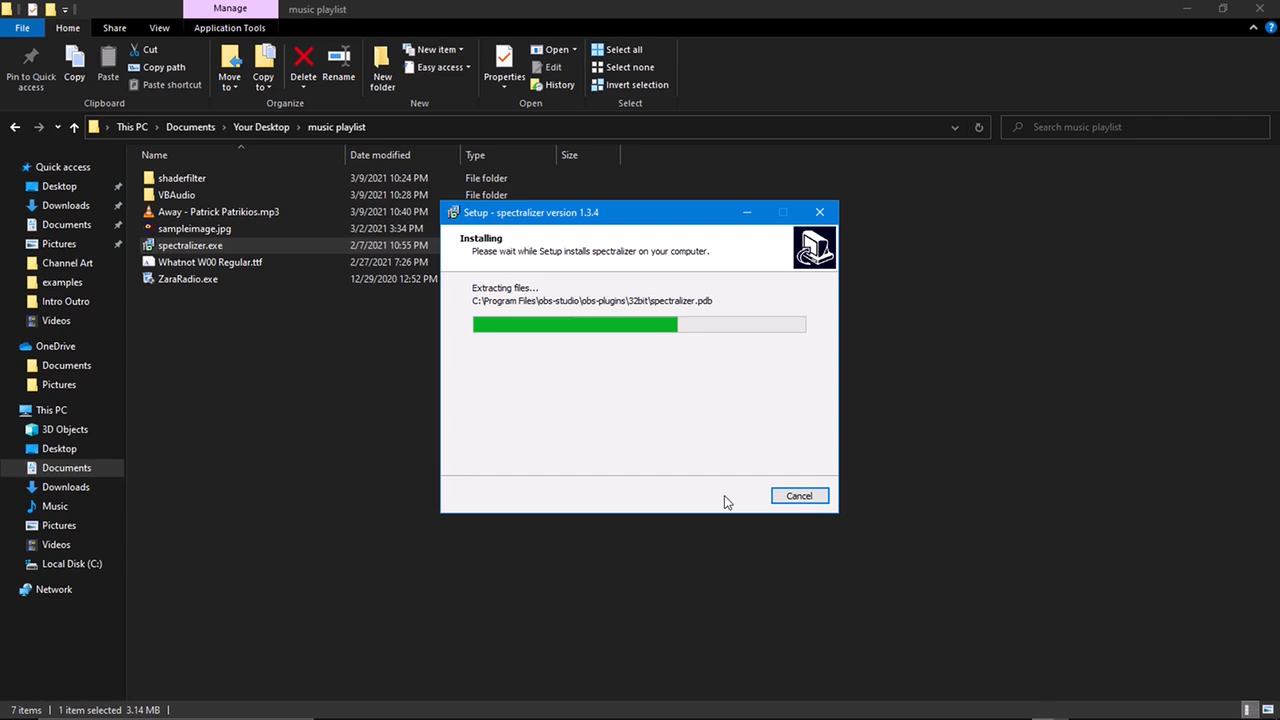 Manage
music playlist
File
Home
Share
View
Application Tools
Pin to Quick access
Copy
Paste
Cut
Copy path
Paste shortcut
Clipboard
Move to
Copy to
Delete
Rename
Organize
New folder
New item
Easy access
New
Properties
Open
Edit
History
Open
Select all
Select none
Invert selection
Select
This PC > Documents > Your Desktop > music playlist
Search music playlist
Quick access
Desktop
Downloads
Documents
Pictures
Channel Art
examples
Intro Outro
Videos
OneDrive
Documents
Pictures
This PC
3D Objects
Desktop
Documents
Downloads
Music
Pictures
Videos
Local Disk (C:)
Network
Name Date modified Type Size
shaderfilter 3/9/2021 10:24 PM File folder
VBAudio 3/9/2021 10:28 PM File folder
Away - Patrick Patrikios.mp3 3/9/2021 10:40 PM
sampleimage.jpg 3/2/2021 3:34 PM
spectralizer.exe 2/7/2021 10:55 PM
Whatnot W00 Regular.ttf 2/27/2021 7:26 PM
ZaraRadio.exe 12/29/2020 12:52 PM
Setup - spectralizer version 1.3.4
Installing
Please wait while Setup installs spectralizer on your computer.
Extracting files...
C:\Program Files\obs-studio\obs-plugins\32bit\spectralizer.pdb
Cancel
7 items
1 item selected 3.14 MB